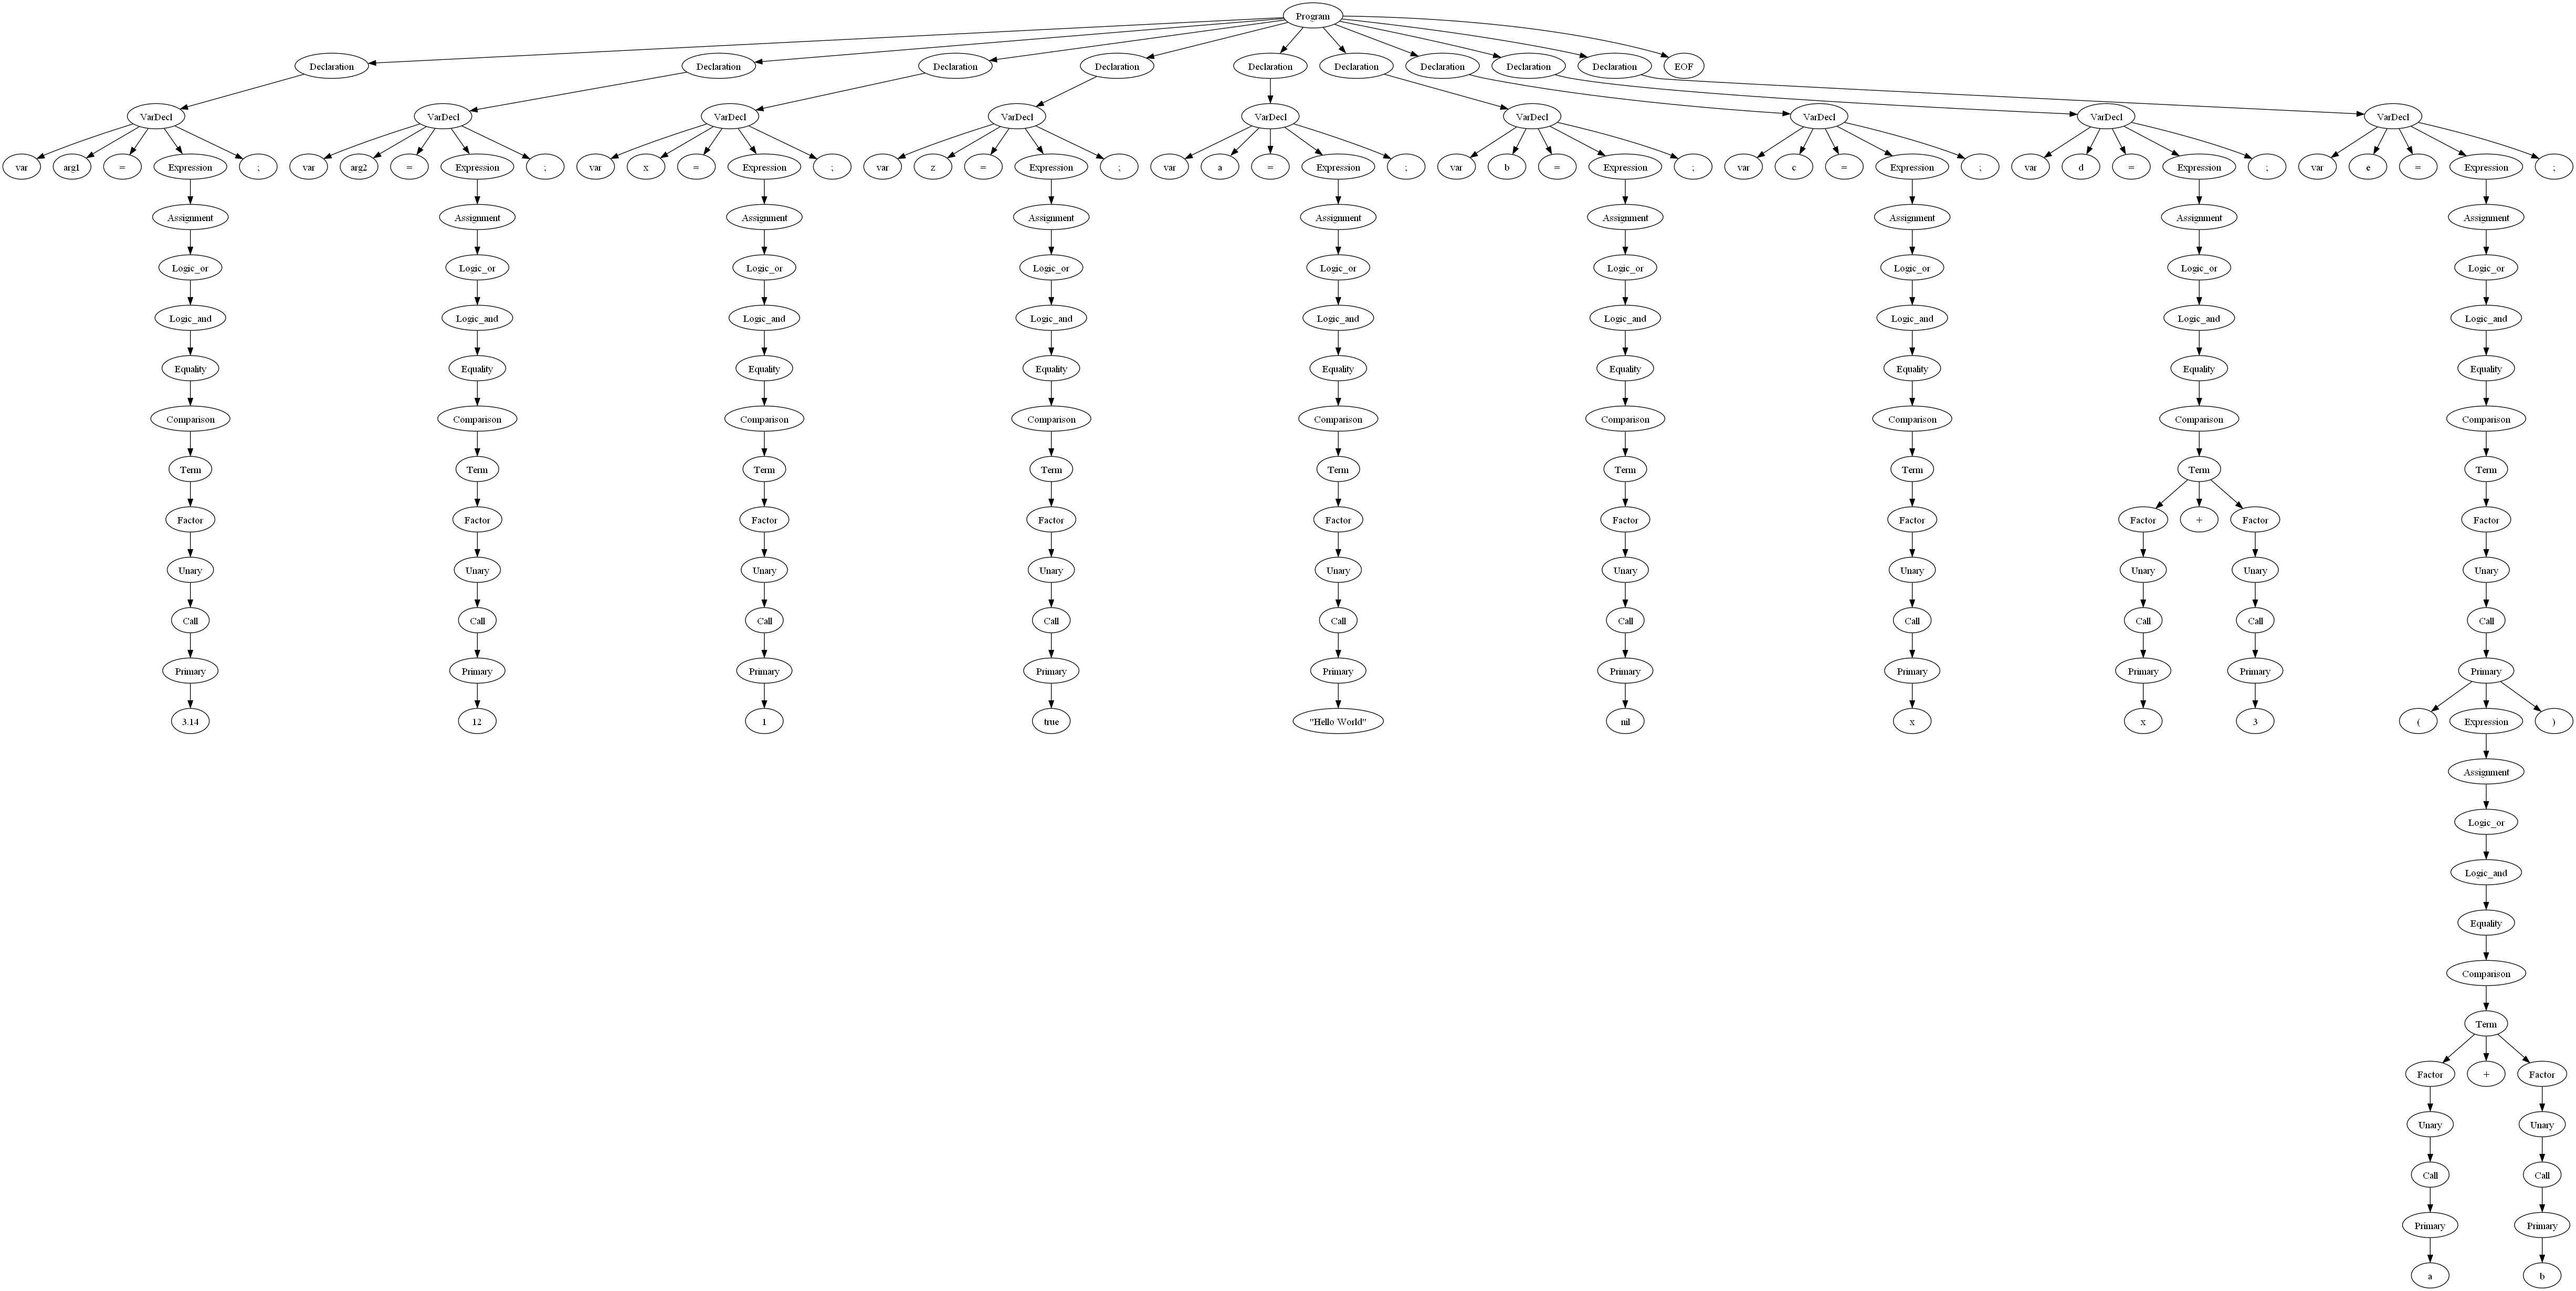 Program
Declaration Declaration Declaration Declaration Declaration Declaration Declaration Declaration Declaration EOF
VarDecl VarDecl VarDecl VarDecl VarDecl VarDecl VarDecl VarDecl VarDecl
var arg1 = Expression ; var arg2 = Expression ; var x = Expression ; var z = Expression ; var a = Expression ; var b = Expression ; var c = Expression ; var d = Expression ; var e = Expression ;
Assignment Assignment Assignment Assignment Assignment Assignment Assignment Assignment Assignment
Logic_or Logic_or Logic_or Logic_or Logic_or Logic_or Logic_or Logic_or Logic_or
Logic_and Logic_and Logic_and Logic_and Logic_and Logic_and Logic_and Logic_and Logic_and
Equality Equality Equality Equality Equality Equality Equality Equality Equality
Comparison Comparison Comparison Comparison Comparison Comparison Comparison Comparison Comparison
Term Term Term Term Term Term Term Term Term
Factor Factor Factor Factor Factor Factor Factor Factor + Factor Factor
Unary Unary Unary Unary Unary Unary Unary Unary Unary Unary
Call Call Call Call Call Call Call Call Call Call
Primary Primary Primary Primary Primary Primary Primary Primary Primary Primary
3.14 12 1 true "Hello World" nil x x 3 ( Expression )
Assignment
Logic_or
Logic_and
Equality
Comparison
Term
Factor + Factor
Unary Unary
Call Call
Primary Primary
a b